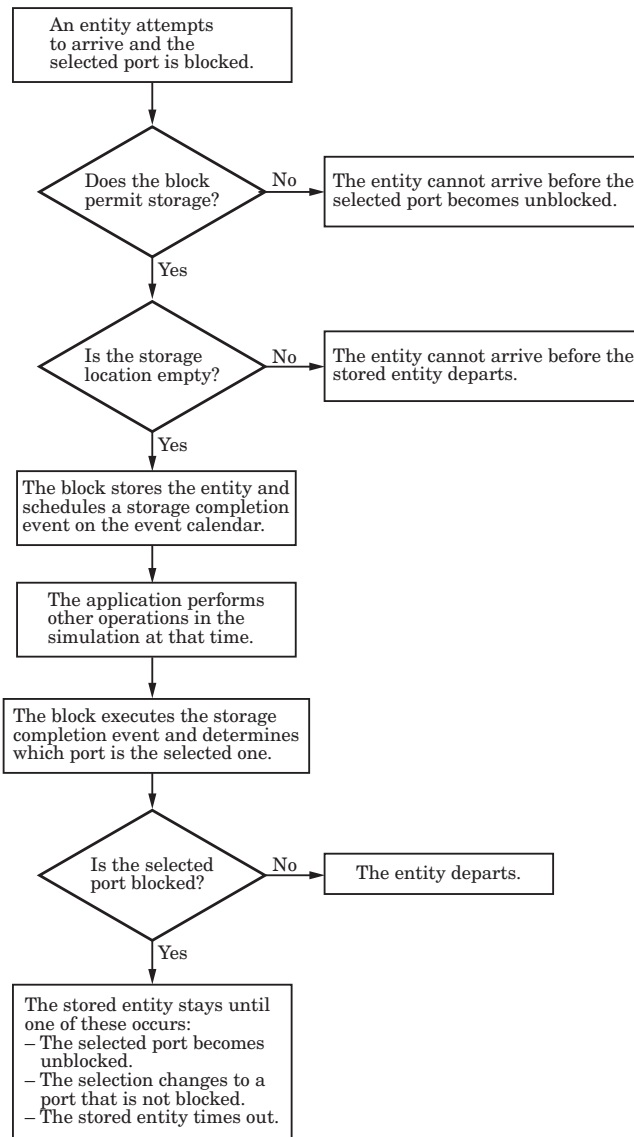 An entity attempts
to arrive and the
selected port is blocked.
Does the block
permit storage?
No
The entity cannot arrive before the
selected port becomes unblocked.
Yes
Is the storage
location empty?
No
The entity cannot arrive before the
stored entity departs.
Yes
The block stores the entity and
schedules a storage completion
event on the event calendar.
The application performs
other operations in the
simulation at that time.
The block executes the storage
completion event and determines
which port is the selected one.
Is the selected
port blocked?
No
The entity departs.
Yes
The stored entity stays until
one of these occurs:
– The selected port becomes
unblocked.
– The selection changes to a
port that is not blocked.
– The stored entity times out.